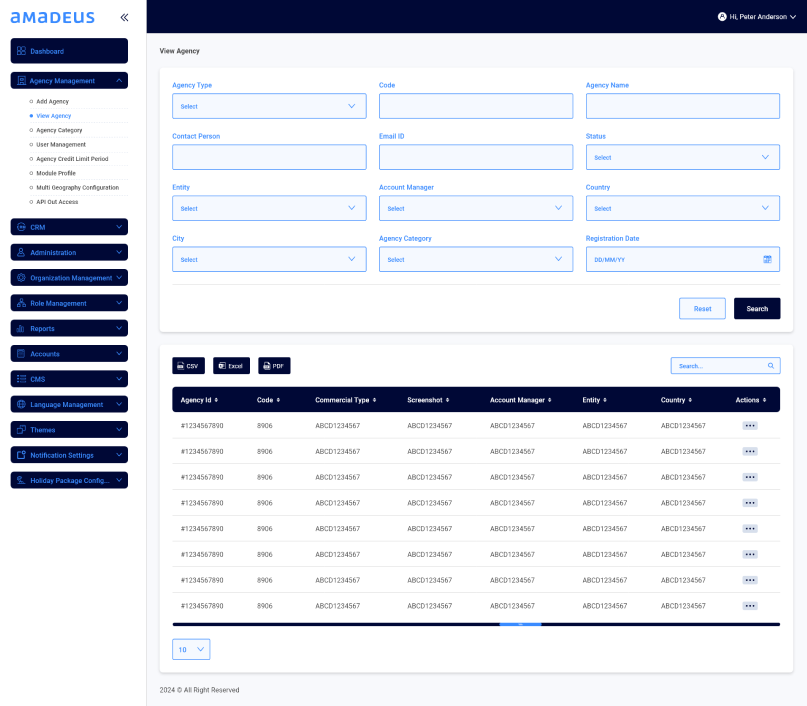 amadeus
Hi, Peter Anderson
Dashboard
Agency Management
Add Agency
View Agency
Agency Category
User Management
Agency Credit Limit Period
Module Profile
Multi Geography Configuration
API Out Access
CRM
Administration
Organization Management
Role Management
Reports
Accounts
CMS
Language Management
Themes
Notification Settings
Holiday Package Config...
View Agency
Agency Type Code Agency Name
Select
Contact Person Email ID Status
Select
Entity Account Manager Country
Select Select Select
City Agency Category Registration Date
Select Select DD/MM/YY
Reset Search
CSV Excel PDF Search...
Agency Id Code Commercial Type Screenshot Account Manager Entity Country Actions
#1234567890 8906 ABCD1234567 ABCD1234567 ABCD1234567 ABCD1234567 ABCD1234567
#1234567890 8906 ABCD1234567 ABCD1234567 ABCD1234567 ABCD1234567 ABCD1234567
#1234567890 8906 ABCD1234567 ABCD1234567 ABCD1234567 ABCD1234567 ABCD1234567
#1234567890 8906 ABCD1234567 ABCD1234567 ABCD1234567 ABCD1234567 ABCD1234567
#1234567890 8906 ABCD1234567 ABCD1234567 ABCD1234567 ABCD1234567 ABCD1234567
#1234567890 8906 ABCD1234567 ABCD1234567 ABCD1234567 ABCD1234567 ABCD1234567
#1234567890 8906 ABCD1234567 ABCD1234567 ABCD1234567 ABCD1234567 ABCD1234567
#1234567890 8906 ABCD1234567 ABCD1234567 ABCD1234567 ABCD1234567 ABCD1234567
10
2024 © All Right Reserved